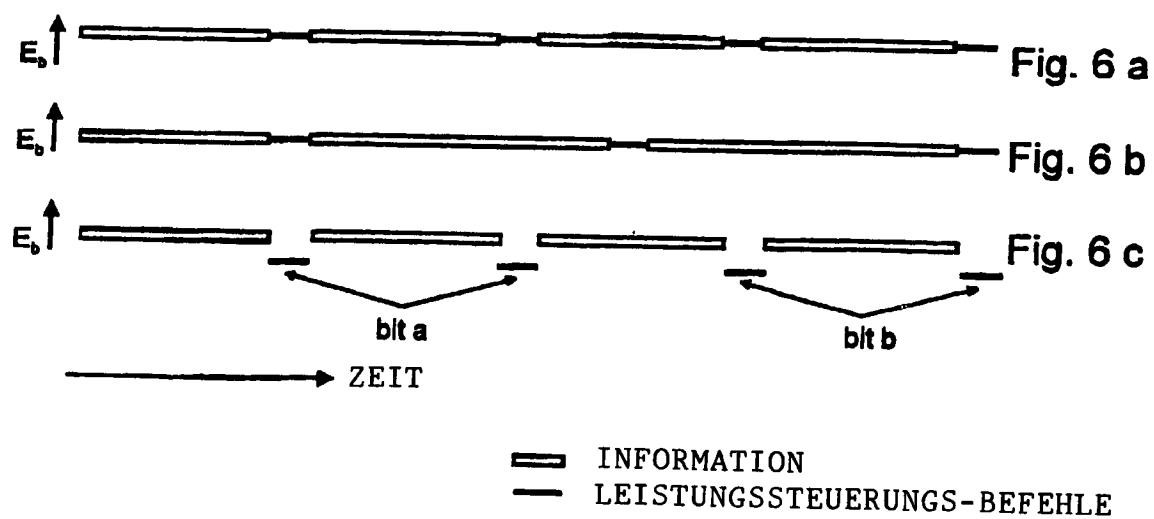 E_b Fig. 6 a
E_b Fig. 6 b
E_b Fig. 6 c
bit a bit b
ZEIT
INFORMATION
LEISTUNGSSTEUERUNGS-BEFEHLE